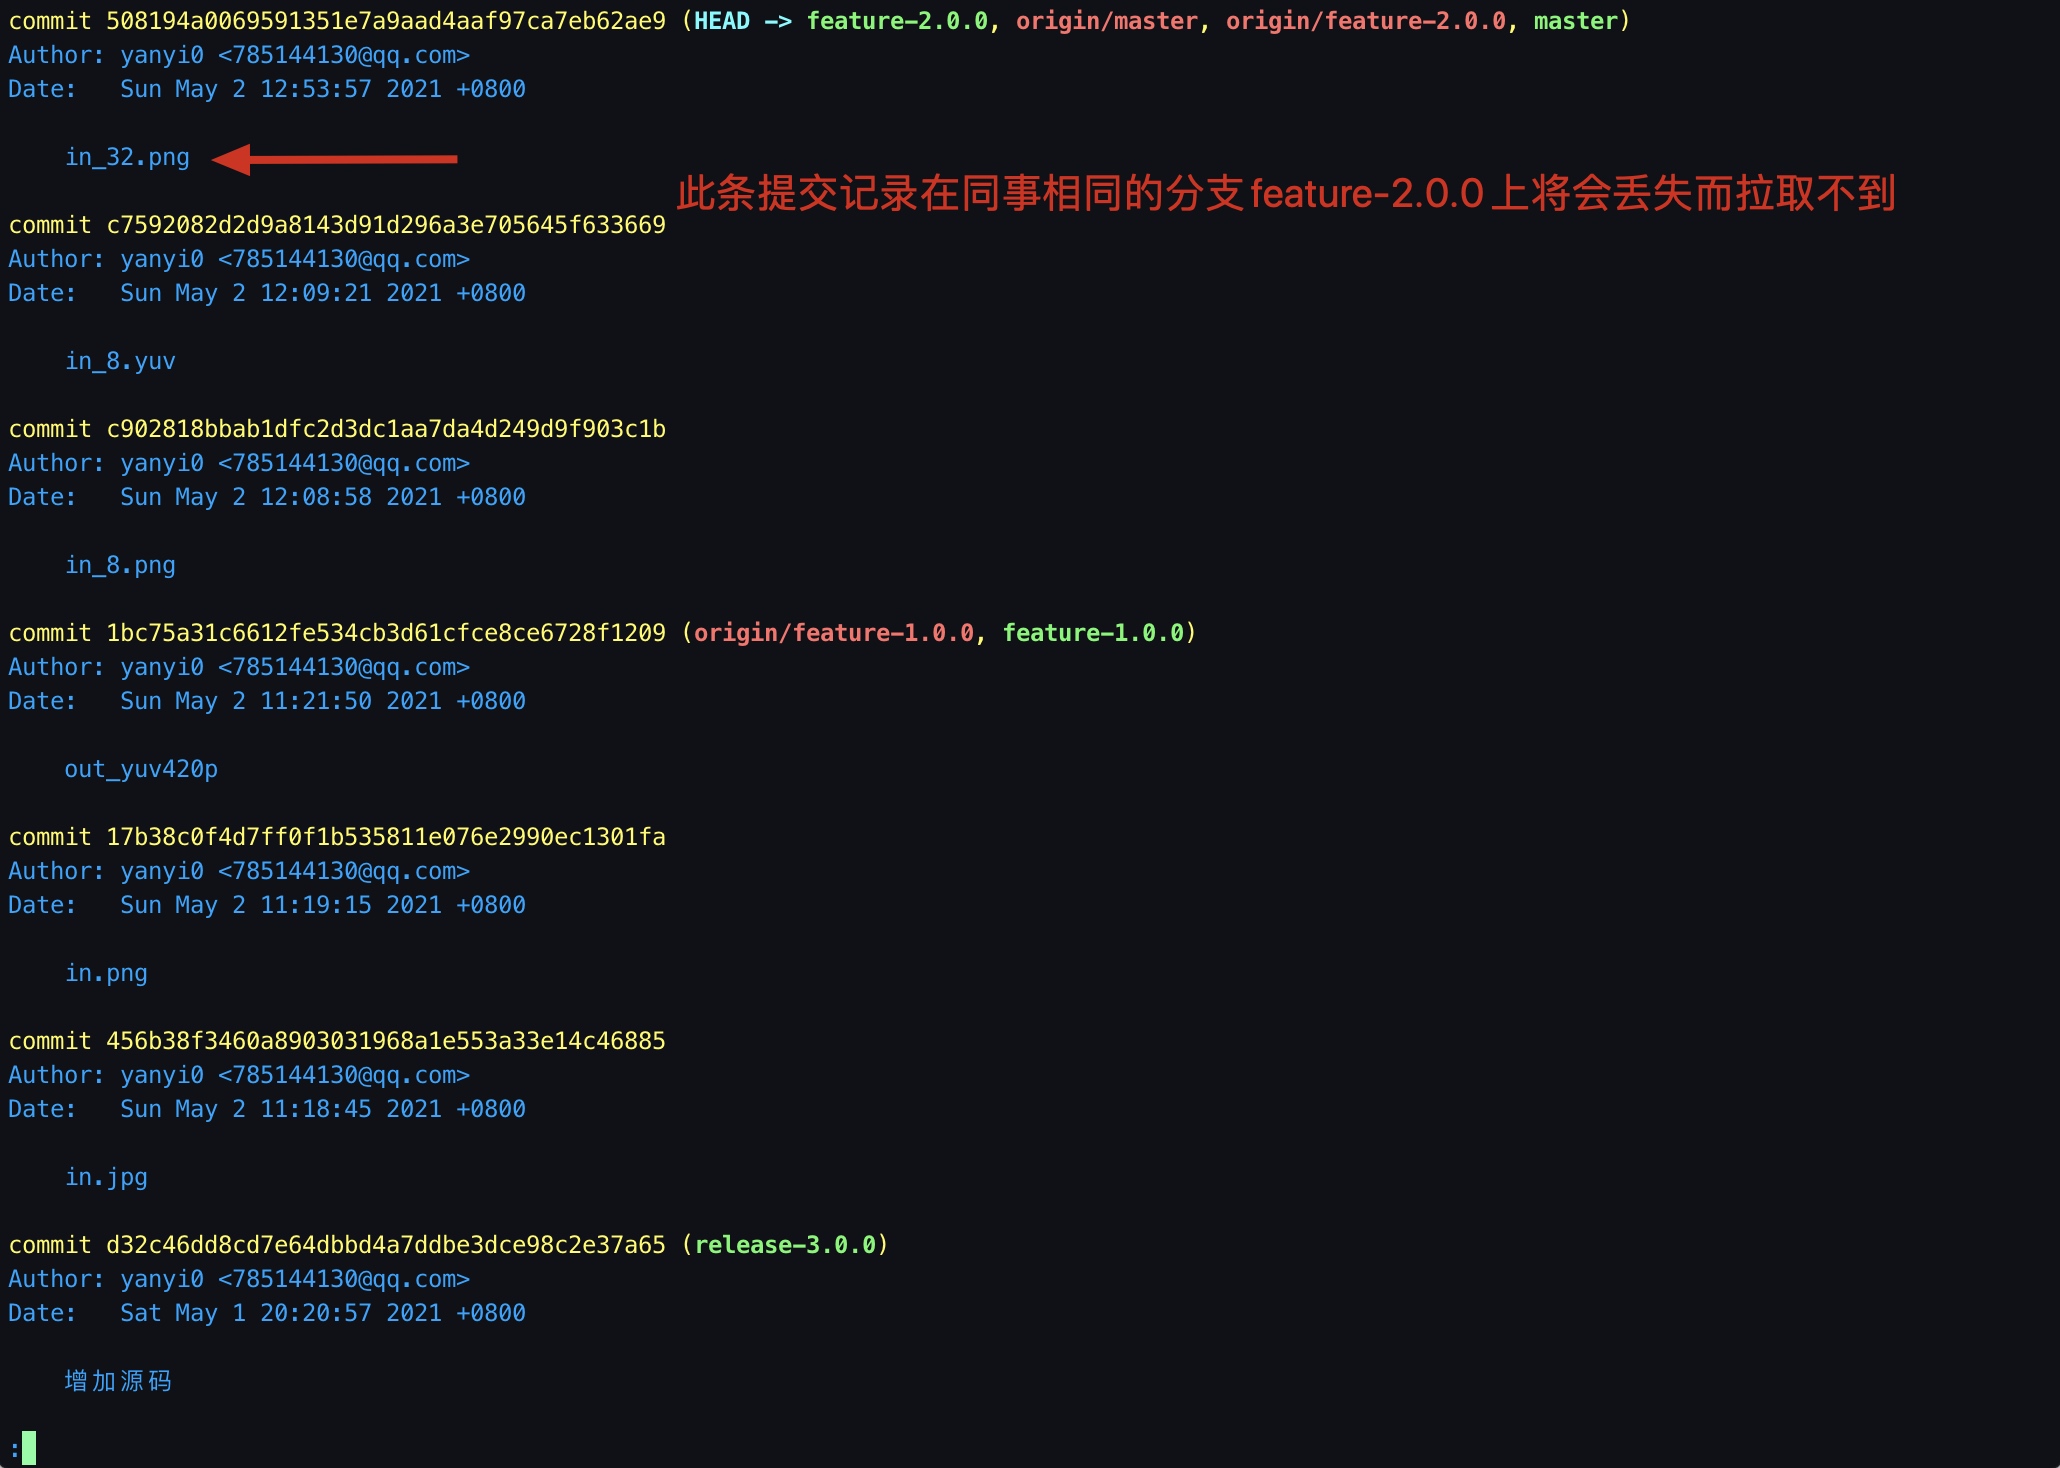 commit 508194a0069591351e7a9aad4aaf97ca7eb62ae9 (HEAD -> feature-2.0.0, origin/master, origin/feature-2.0.0, master)
Author: yanyi0 <785144130@qq.com>
Date:   Sun May 2 12:53:57 2021 +0800
in_32.png
此条提交记录在同事相同的分支feature-2.0.0上将会丢失而拉取不到
commit c7592082d2d9a8143d91d296a3e705645f633669
Author: yanyi0 <785144130@qq.com>
Date:   Sun May 2 12:09:21 2021 +0800
in_8.yuv
commit c902818bbab1dfc2d3dc1aa7da4d249d9f903c1b
Author: yanyi0 <785144130@qq.com>
Date:   Sun May 2 12:08:58 2021 +0800
in_8.png
commit 1bc75a31c6612fe534cb3d61cfce8ce6728f1209 (origin/feature-1.0.0, feature-1.0.0)
Author: yanyi0 <785144130@qq.com>
Date:   Sun May 2 11:21:50 2021 +0800
out_yuv420p
commit 17b38c0f4d7ff0f1b535811e076e2990ec1301fa
Author: yanyi0 <785144130@qq.com>
Date:   Sun May 2 11:19:15 2021 +0800
in.png
commit 456b38f3460a8903031968a1e553a33e14c46885
Author: yanyi0 <785144130@qq.com>
Date:   Sun May 2 11:18:45 2021 +0800
in.jpg
commit d32c46dd8cd7e64dbbd4a7ddbe3dce98c2e37a65 (release-3.0.0)
Author: yanyi0 <785144130@qq.com>
Date:   Sat May 1 20:20:57 2021 +0800
增加源码
: